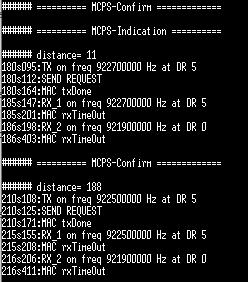 ###### ========== MCPS-Confirm ============
###### ========== MCPS-Indication ==========
###### distance= 11
180s095:TX on freq 922700000 Hz at DR 5
180s112:SEND REQUEST
180s164:MAC txDone
185s147:RX_1 on freq 922700000 Hz at DR 5
185s201:MAC rxTimeOut
186s198:RX_2 on freq 921900000 Hz at DR 0
186s403:MAC rxTimeOut
###### ========== MCPS-Confirm ============
###### distance= 188
210s108:TX on freq 922500000 Hz at DR 5
210s125:SEND REQUEST
210s171:MAC txDone
215s155:RX_1 on freq 922500000 Hz at DR 5
215s208:MAC rxTimeOut
216s206:RX_2 on freq 921900000 Hz at DR 0
216s411:MAC rxTimeOut